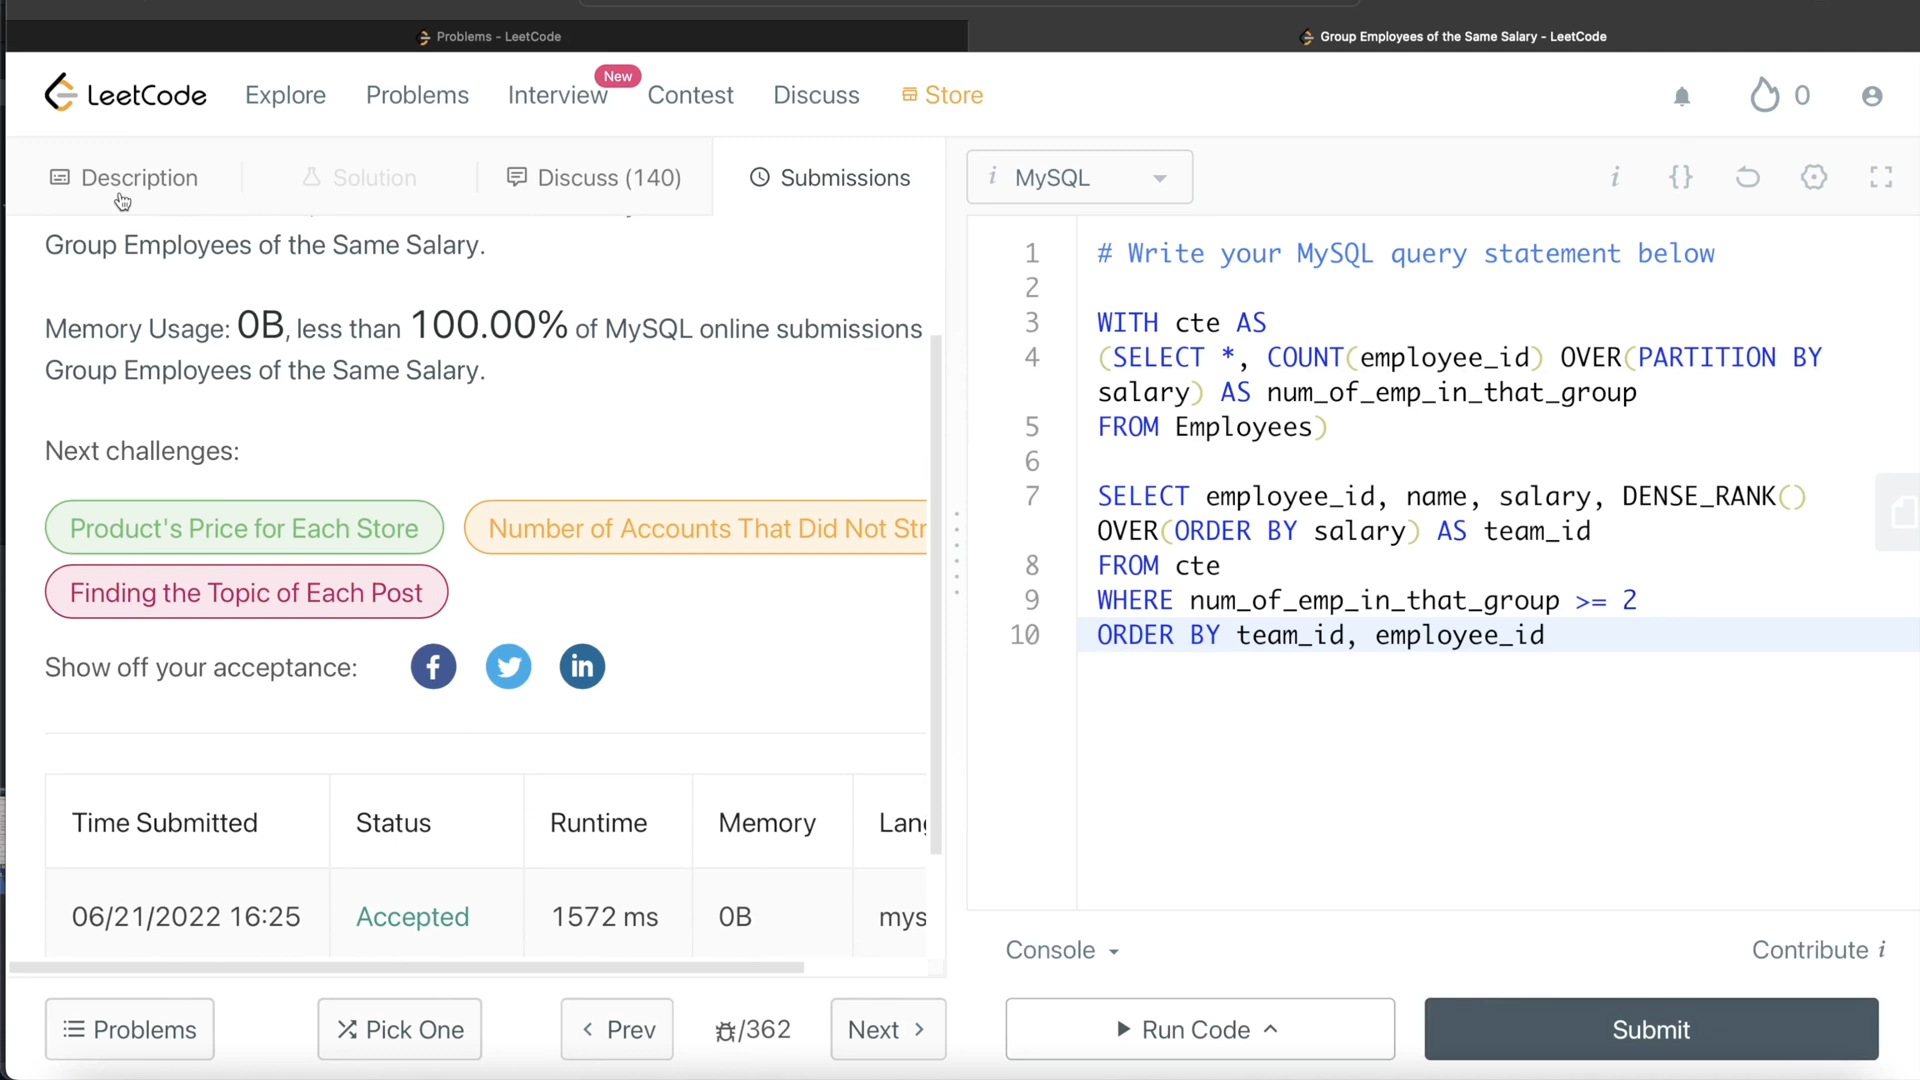 Problems - LeetCode
Group Employees of the Same Salary - LeetCode
LeetCode
Explore
Problems
Interview
New
Contest
Discuss
Store
0
Description
Solution
Discuss (140)
Submissions
Group Employees of the Same Salary.
Memory Usage: 0B, less than 100.00% of MySQL online submissions
Group Employees of the Same Salary.
Next challenges:
Product's Price for Each Store
Number of Accounts That Did Not Str
Finding the Topic of Each Post
Show off your acceptance:
Time Submitted
Status
Runtime
Memory
Lang
06/21/2022 16:25
Accepted
1572 ms
0B
mys
Problems
Pick One
Prev
/362
Next
i MySQL
i {}
1 # Write your MySQL query statement below
2
3 WITH cte AS
4 (SELECT *, COUNT(employee_id) OVER(PARTITION BY
salary) AS num_of_emp_in_that_group
5 FROM Employees)
6
7 SELECT employee_id, name, salary, DENSE_RANK()
OVER(ORDER BY salary) AS team_id
8 FROM cte
9 WHERE num_of_emp_in_that_group >= 2
10 ORDER BY team_id, employee_id
Console
Contribute i
Run Code
Submit